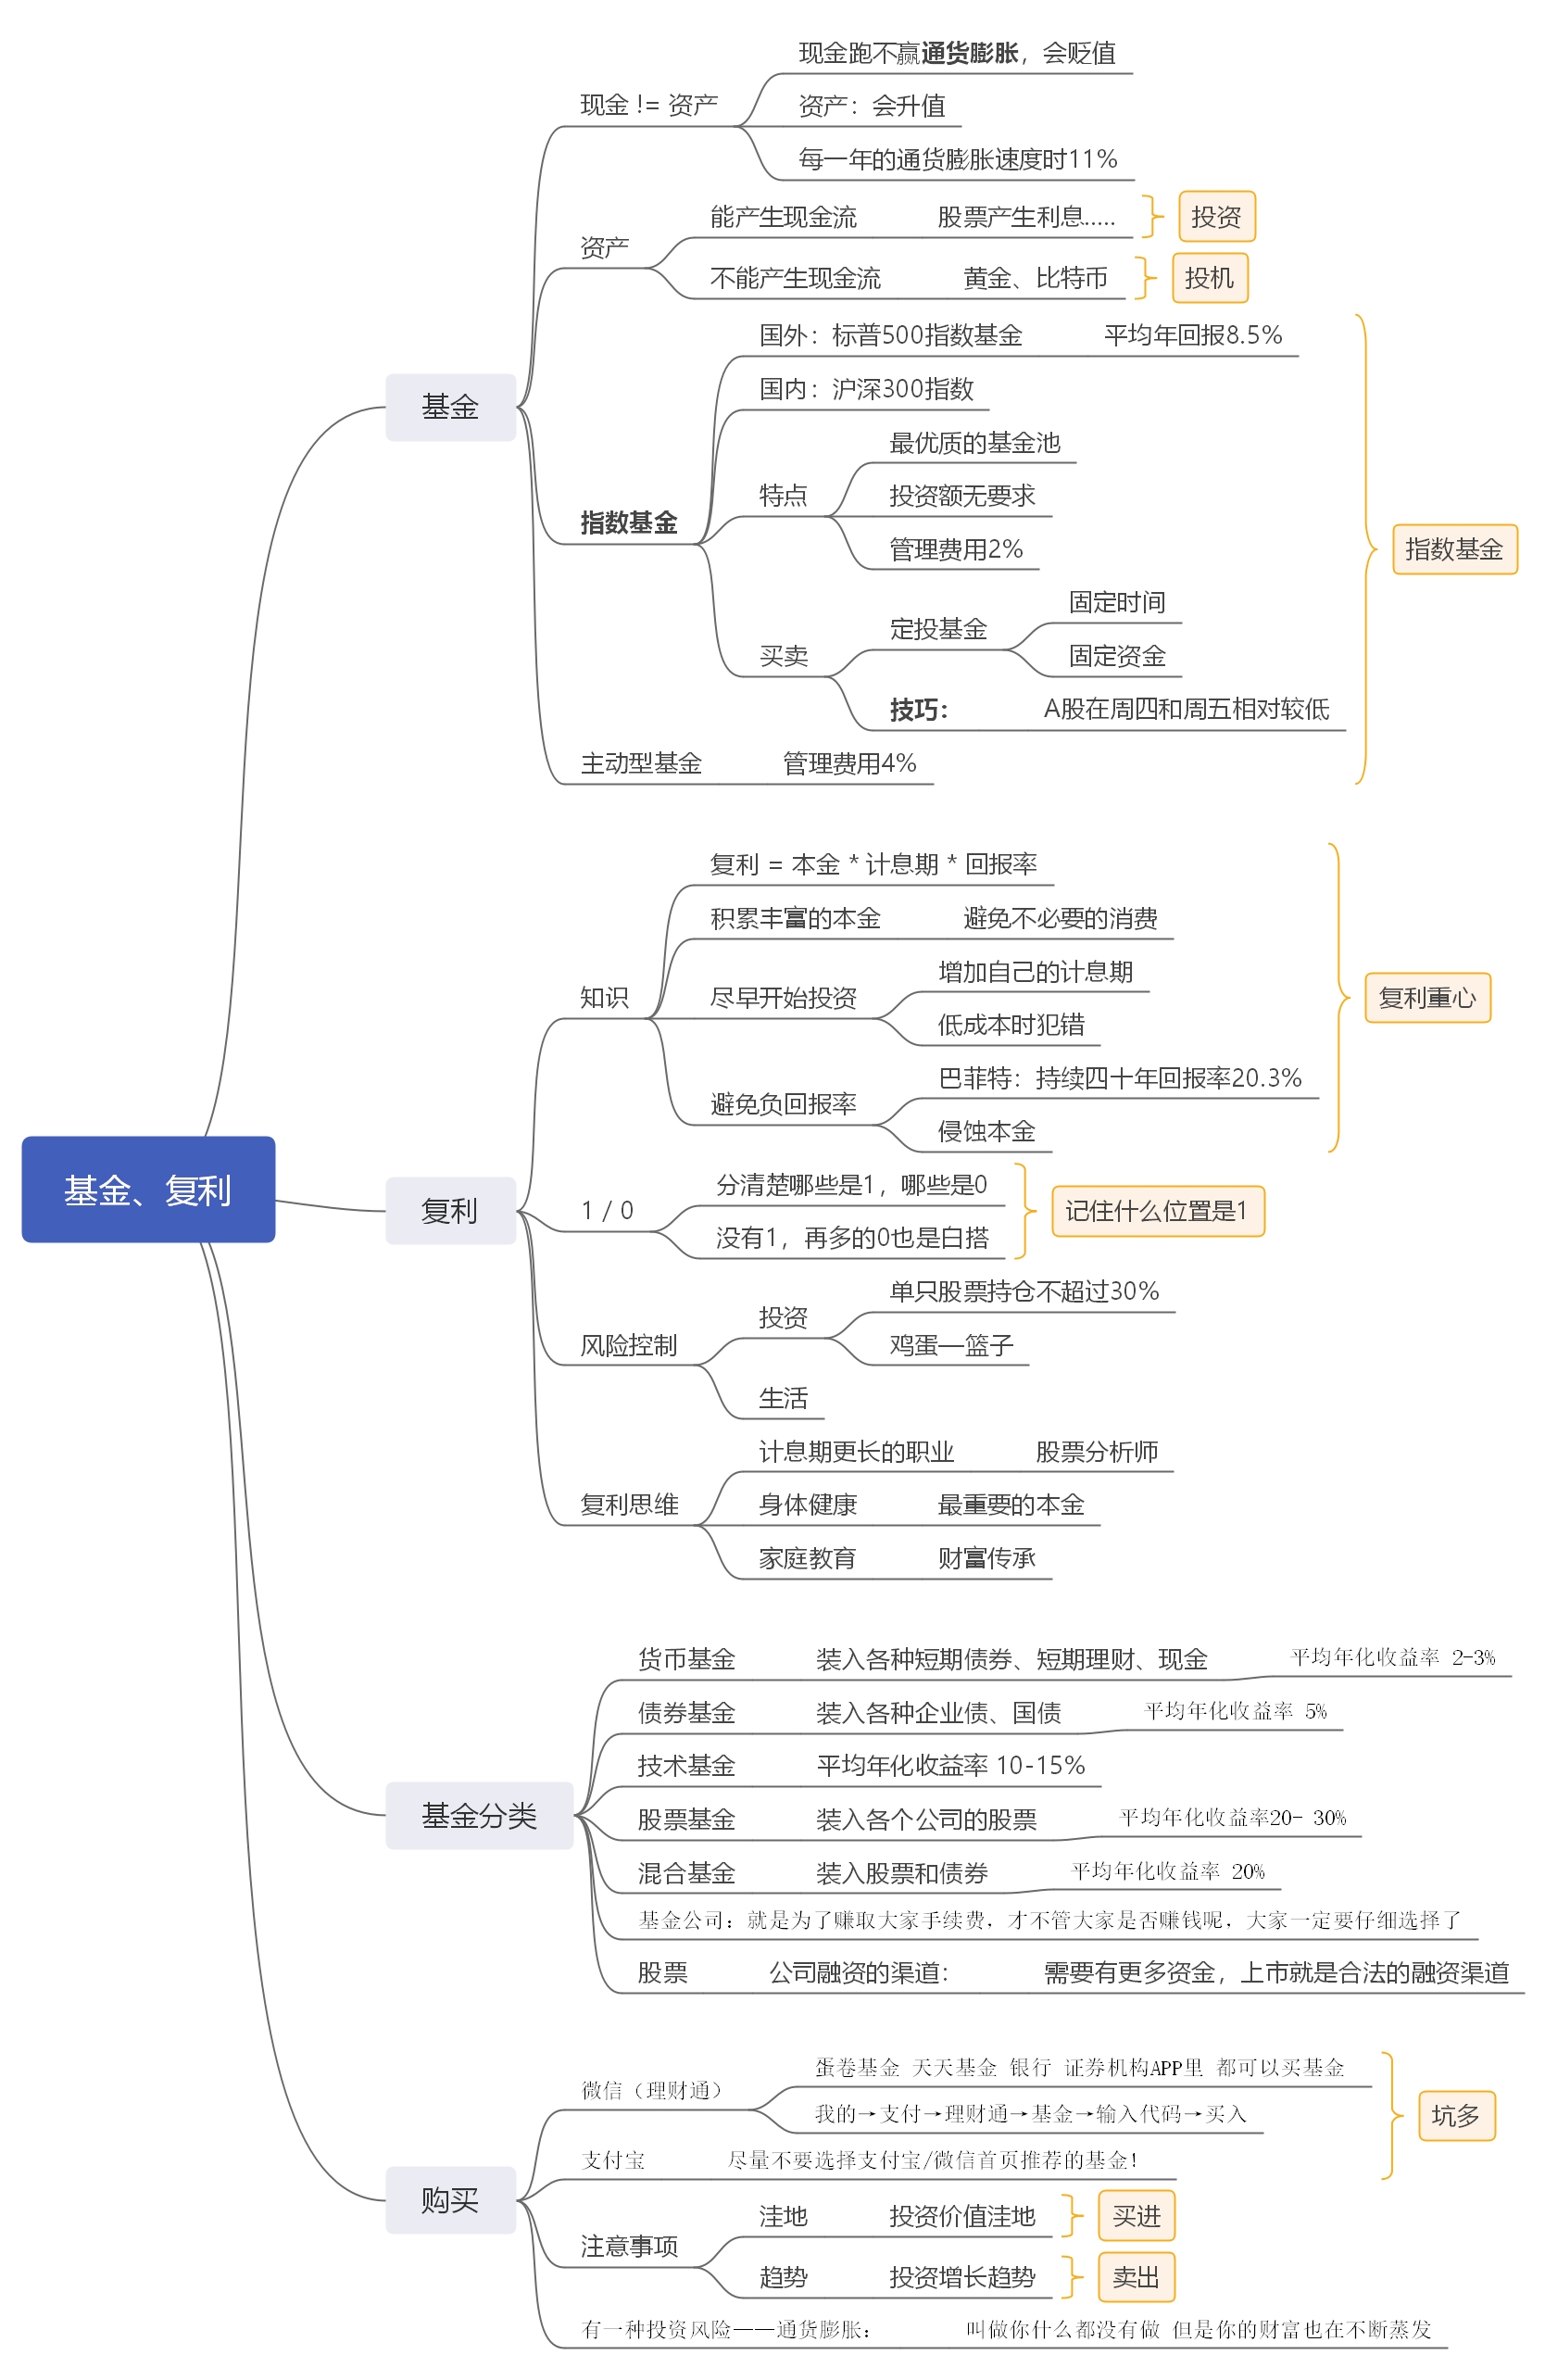 基金、复利
基金
现金 != 资产
现金跑不赢通货膨胀，会贬值
资产：会升值
每一年的通货膨胀速度时11%
资产
能产生现金流
股票产生利息.....
投资
不能产生现金流
黄金、比特币
投机
指数基金
国外：标普500指数基金
平均年回报8.5%
国内：沪深300指数
特点
最优质的基金池
投资额无要求
管理费用2%
买卖
定投基金
固定时间
固定资金
技巧：
A股在周四和周五相对较低
主动型基金
管理费用4%
指数基金
复利
知识
复利 = 本金 * 计息期 * 回报率
积累丰富的本金
避免不必要的消费
尽早开始投资
增加自己的计息期
低成本时犯错
避免负回报率
巴菲特：持续四十年回报率20.3%
侵蚀本金
复利重心
1 / 0
分清楚哪些是1，哪些是0
没有1，再多的0也是白搭
记住什么位置是1
风险控制
投资
单只股票持仓不超过30%
鸡蛋—篮子
生活
复利思维
计息期更长的职业
股票分析师
身体健康
最重要的本金
家庭教育
财富传承
基金分类
货币基金
装入各种短期债券、短期理财、现金
平均年化收益率 2-3%
债券基金
装入各种企业债、国债
平均年化收益率 5%
技术基金
平均年化收益率 10-15%
股票基金
装入各个公司的股票
平均年化收益率20- 30%
混合基金
装入股票和债券
平均年化收益率 20%
基金公司：就是为了赚取大家手续费，才不管大家是否赚钱呢，大家一定要仔细选择了
股票
公司融资的渠道：
需要有更多资金，上市就是合法的融资渠道
购买
微信（理财通）
蛋卷基金 天天基金 银行 证券机构APP里 都可以买基金
我的→支付→理财通→基金→输入代码→买入
支付宝
尽量不要选择支付宝/微信首页推荐的基金！
坑多
注意事项
洼地
投资价值洼地
买进
趋势
投资增长趋势
卖出
有一种投资风险——通货膨胀：
叫做你什么都没有做 但是你的财富也在不断蒸发